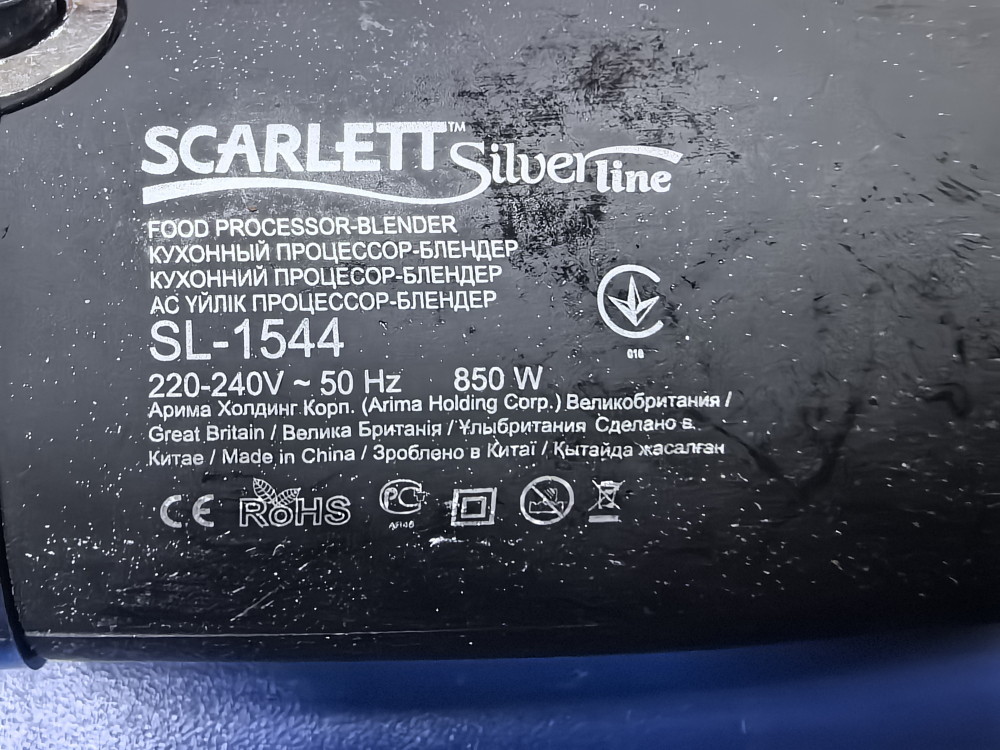 SCARLETT™ Silver line
FOOD PROCESSOR-BLENDER
КУХОННЫЙ ПРОЦЕССОР-БЛЕНДЕР
КУХОННИЙ ПРОЦЕСОР-БЛЕНДЕР
АС ҮЙЛІК ПРОЦЕССОР-БЛЕНДЕР
SL-1544
220-240V ~ 50 Hz 850 W
Арима Холдинг Корп. (Arima Holding Corp.) Великобритания /
Great Britain / Велика Британія / Ұлыбритания Сделано в
Китае / Made in China / Зроблено в Китаї / Қытайда жасалған
016
CE RoHS PC